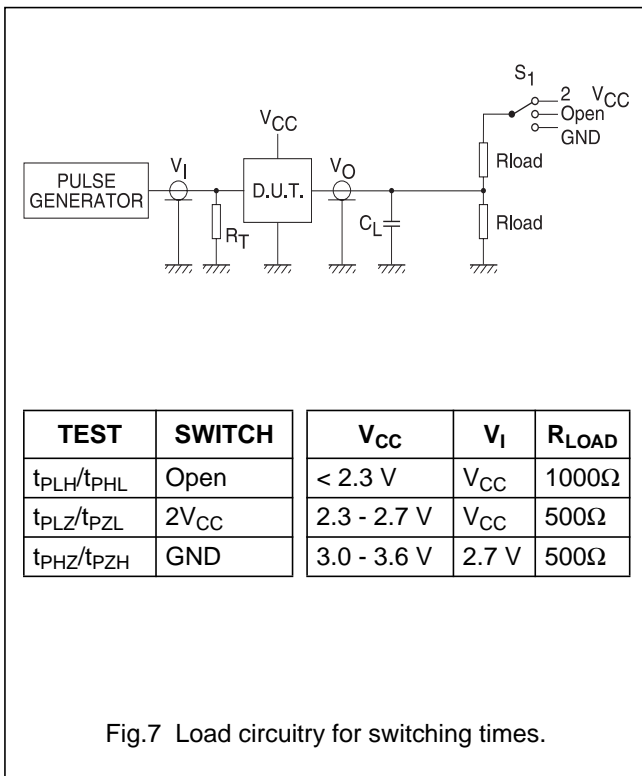 S1
2 VCC
Open
GND
VCC
VI
VO
Rload
PULSE
GENERATOR
D.U.T.
RT
CL
Rload
TEST SWITCH
tPLH/tPHL Open
tPLZ/tPZL 2VCC
tPHZ/tPZH GND
VCC VI RLOAD
< 2.3 V VCC 1000Ω
2.3 - 2.7 V VCC 500Ω
3.0 - 3.6 V 2.7 V 500Ω
Fig.7 Load circuitry for switching times.